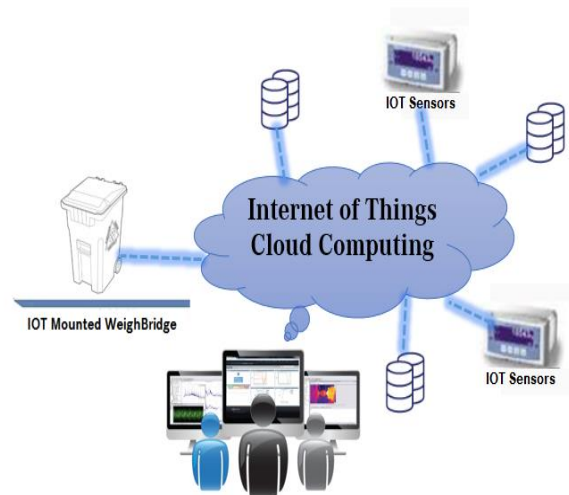 IOT Sensors
Internet of Things
Cloud Computing
IOT Mounted WeighBridge
IOT Sensors